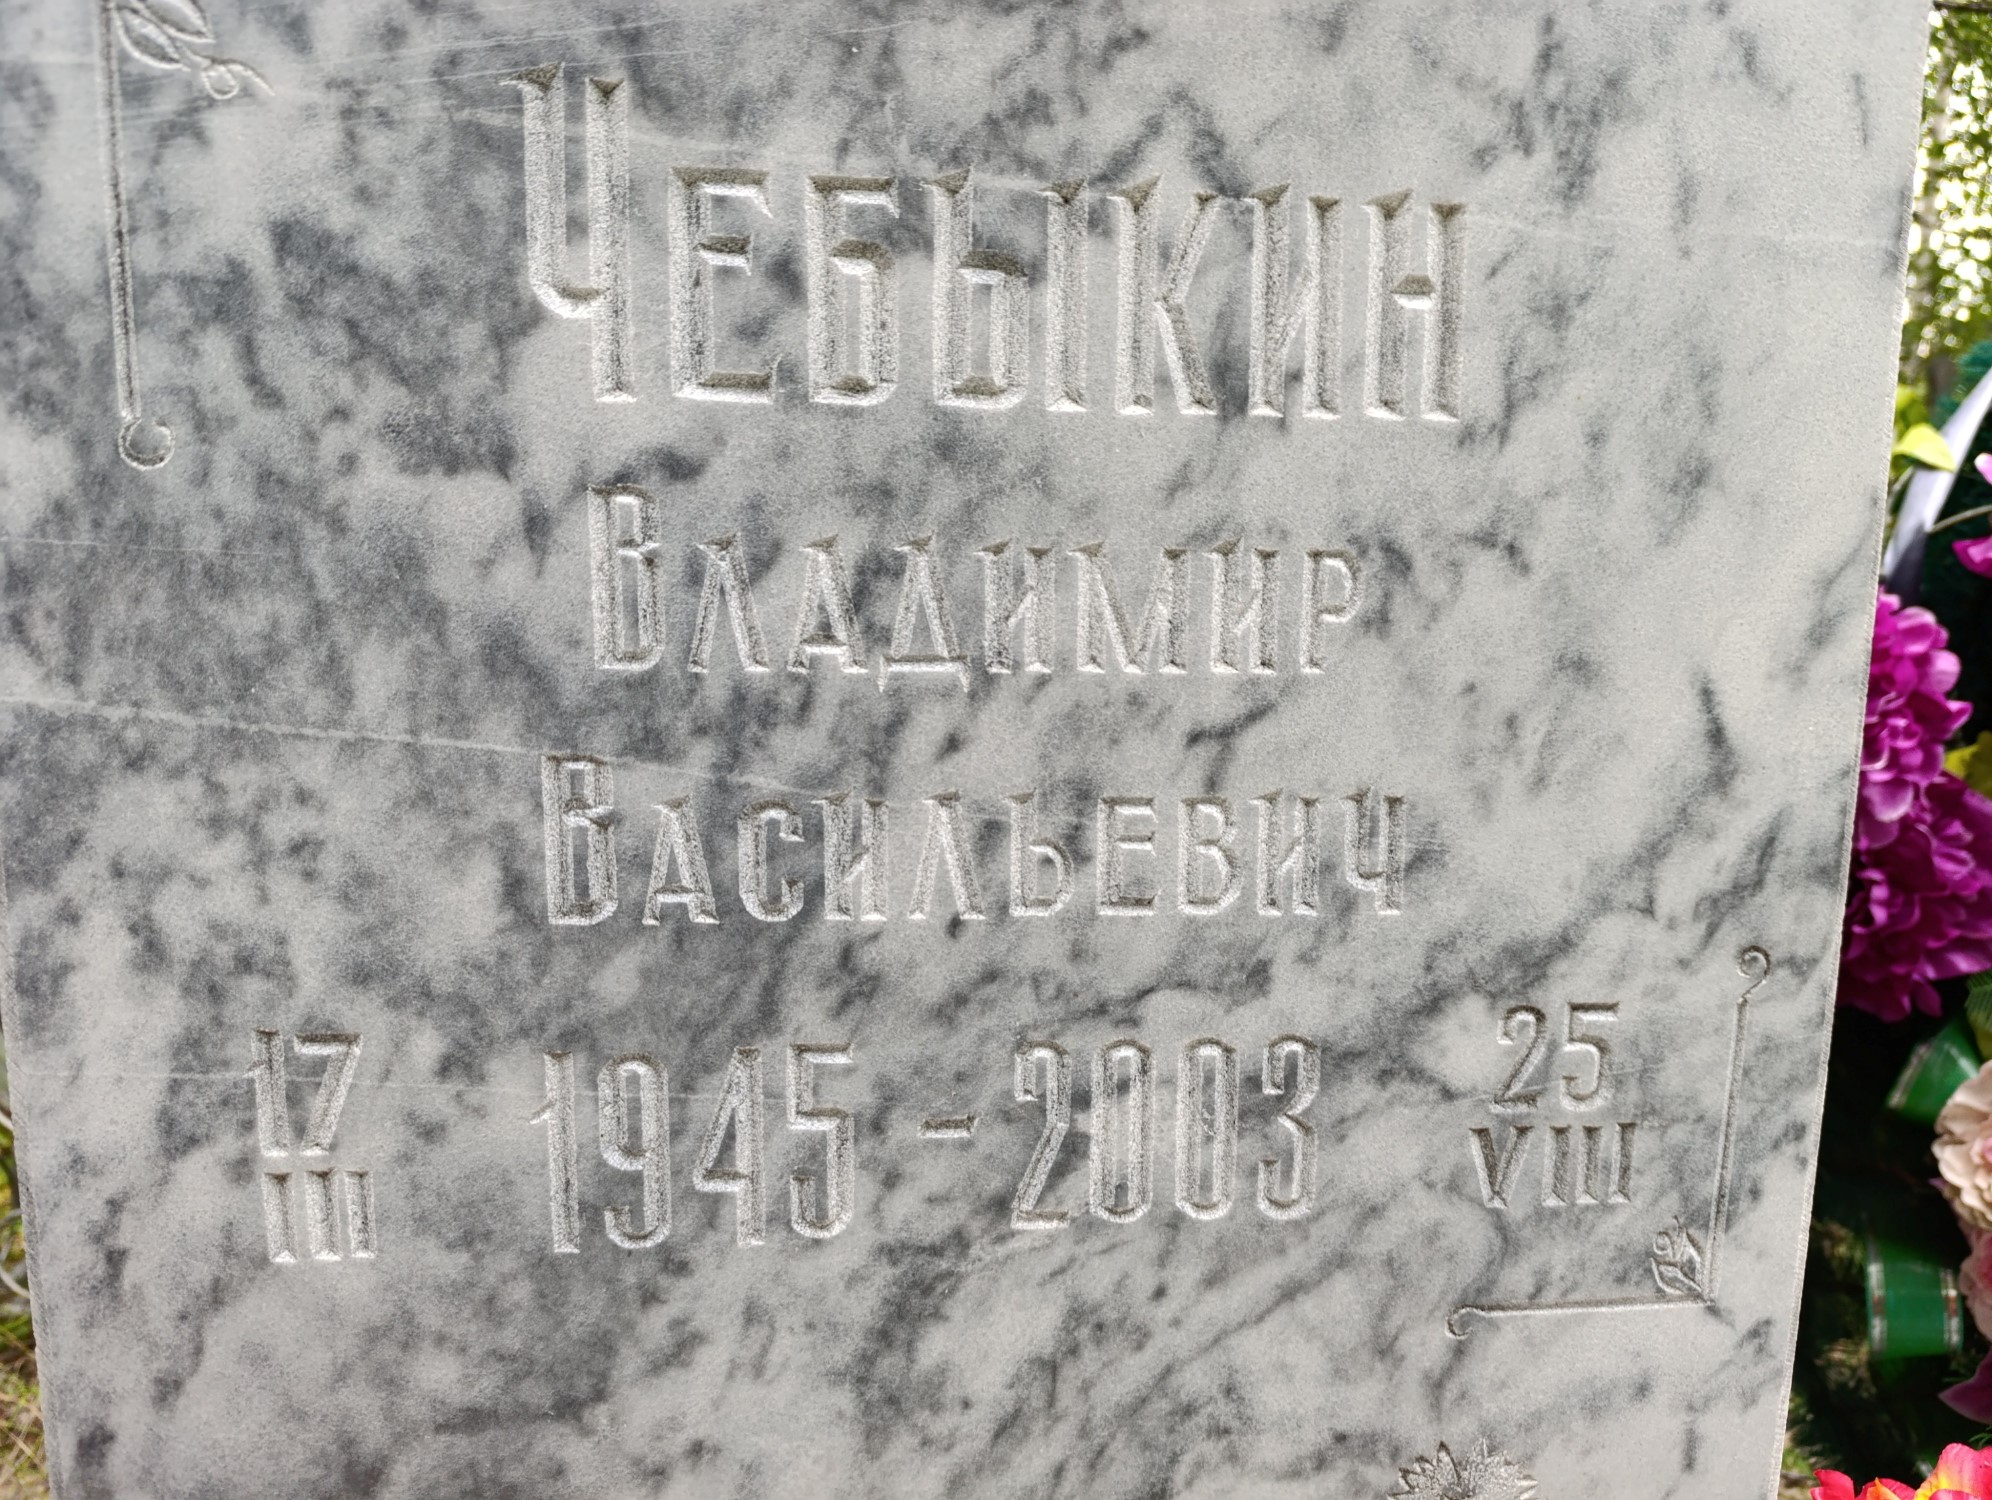 Чебыкин
Владимир
Васильевич
17 III 1945 - 2003 25 VIII